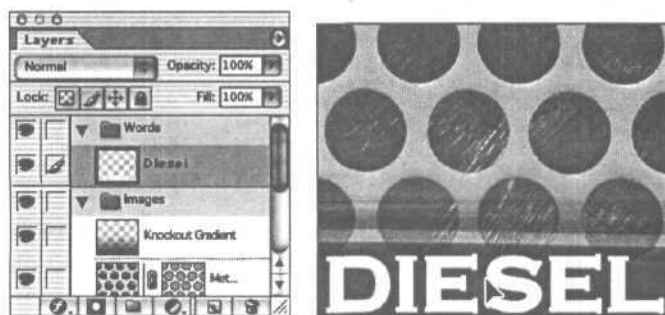 Layers
Normal Opacity: 100%
Lock: Fill: 100%
Words
Diesel
Images
Knockout Gradient
Met...
DIESEL